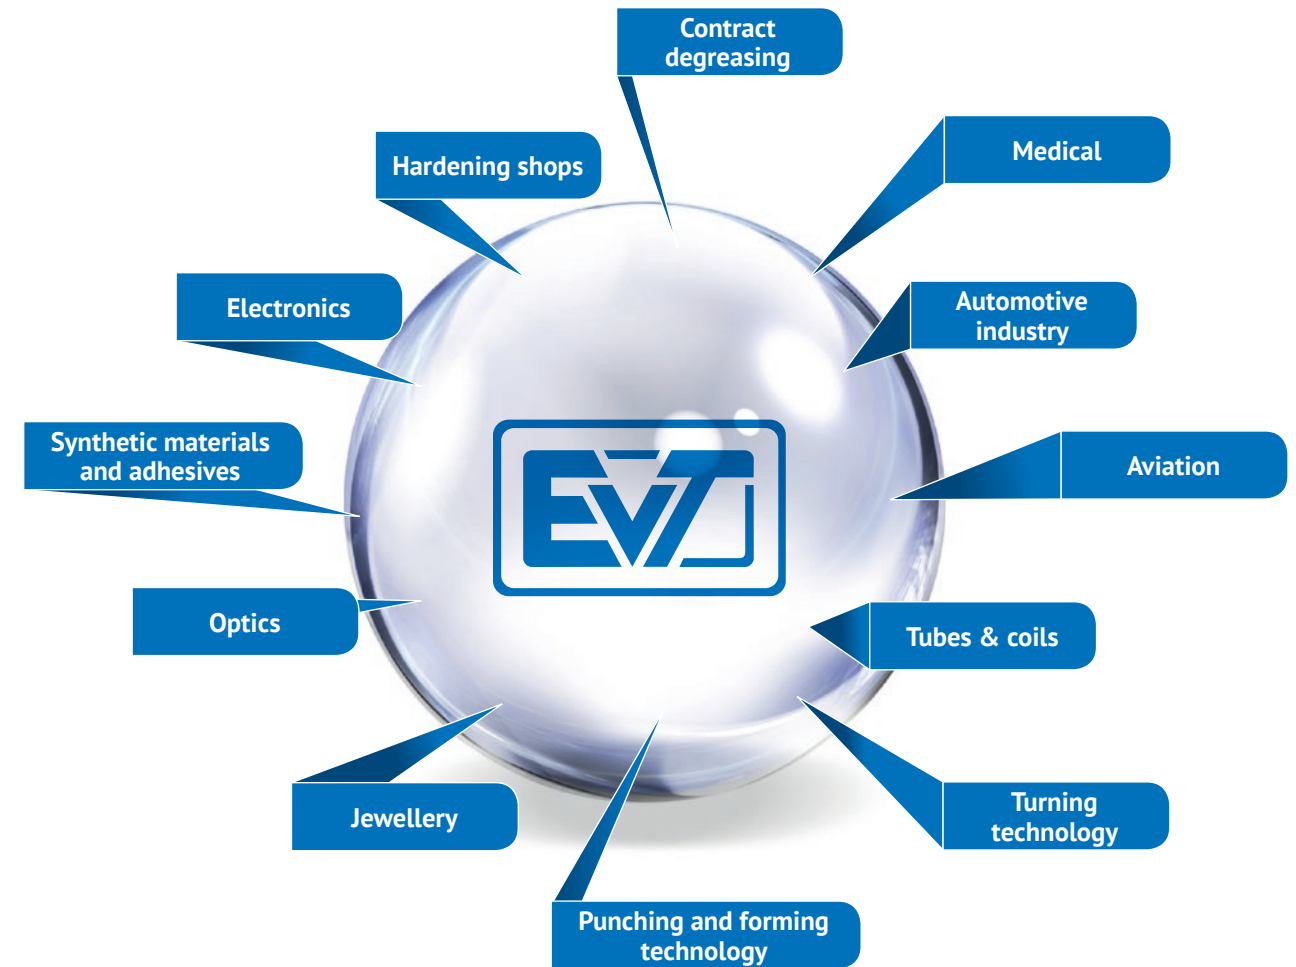 Contract
degreasing
Medical
Hardening shops
Automotive
industry
Electronics
Synthetic materials
and adhesives
Aviation
EVT
Optics
Tubes & coils
Jewellery
Turning
technology
Punching and forming
technology